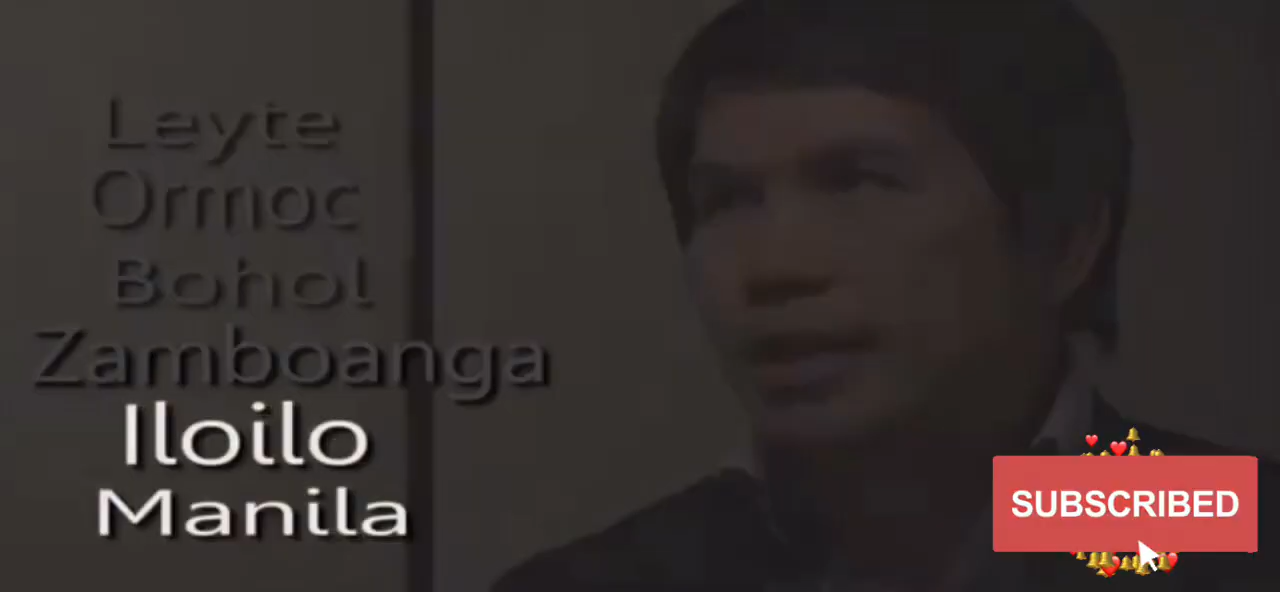 Leyte
Ormoc
Bohol
Zamboanga
Iloilo
Manila
SUBSCRIBED